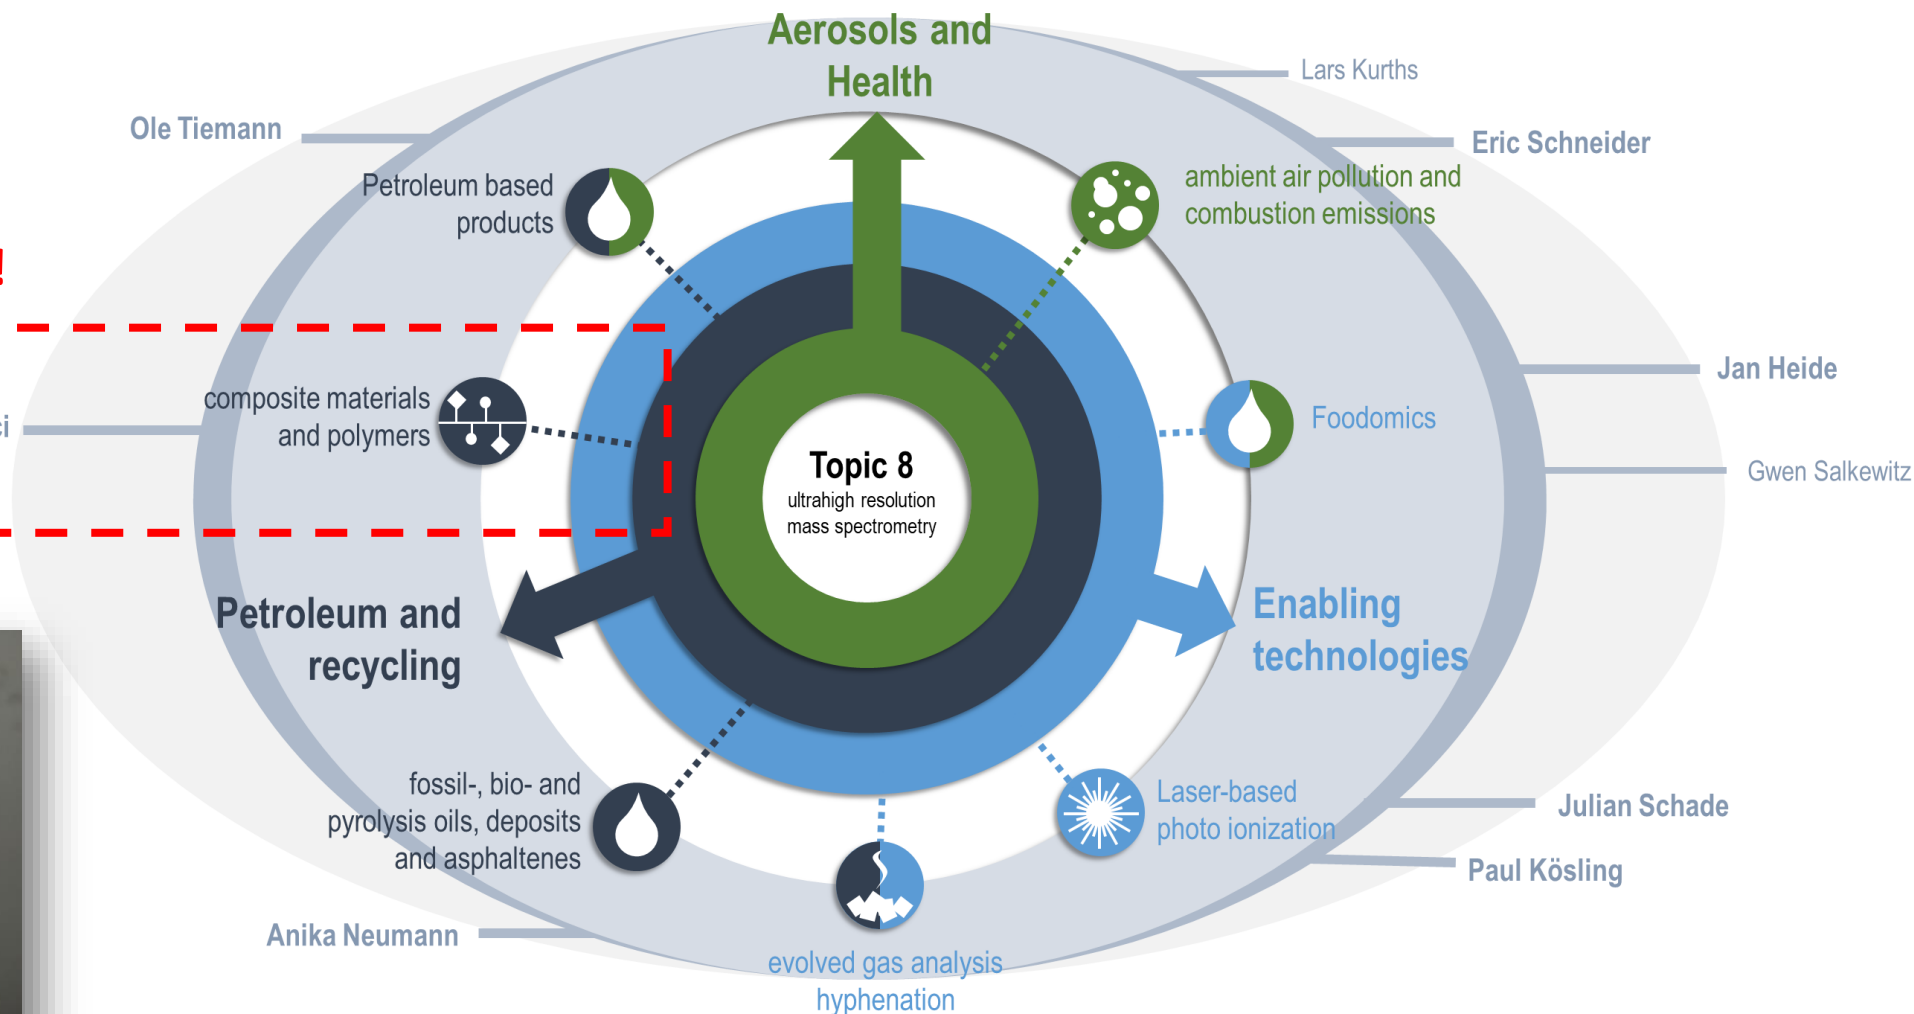 Aerosols and
Health
Lars Kurths
Ole Tiemann
Eric Schneider
Petroleum based
products
ambient air pollution and
combustion emissions
!
Jan Heide
composite materials
and polymers
Foodomics
Topic 8
ultrahigh resolution
mass spectrometry
Gwen Salkewitz
Petroleum and
recycling
Enabling
technologies
fossil-, bio- and
pyrolysis oils, deposits
and asphaltenes
Laser-based
photo ionization
Julian Schade
Paul Kösling
Anika Neumann
evolved gas analysis
hyphenation